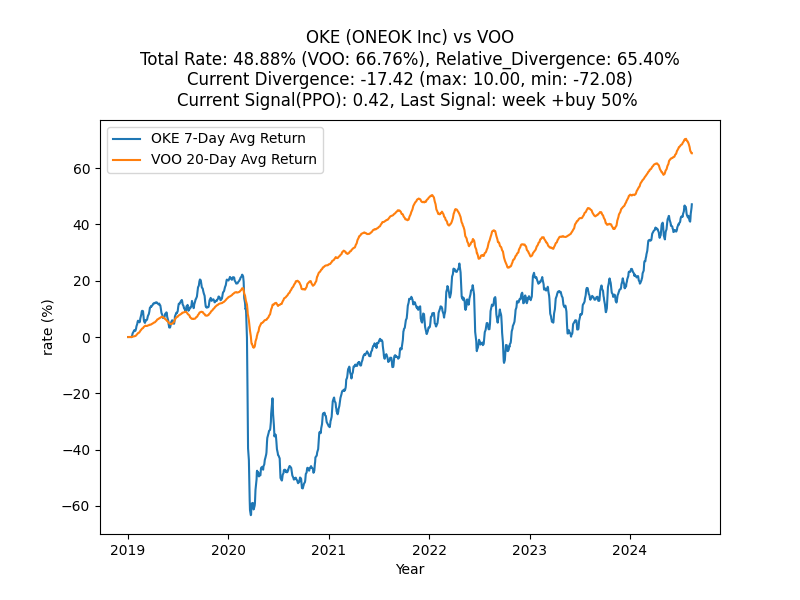 OKE (ONEOK Inc) vs VOO
Total Rate: 48.88% (VOO: 66.76%), Relative_Divergence: 65.40%
Current Divergence: -17.42 (max: 10.00, min: -72.08)
Current Signal(PPO): 0.42, Last Signal: week +buy 50%
OKE 7-Day Avg Return
VOO 20-Day Avg Return
60
40
20
0
−20
−40
−60
rate (%)
2019 2020 2021 2022 2023 2024
Year